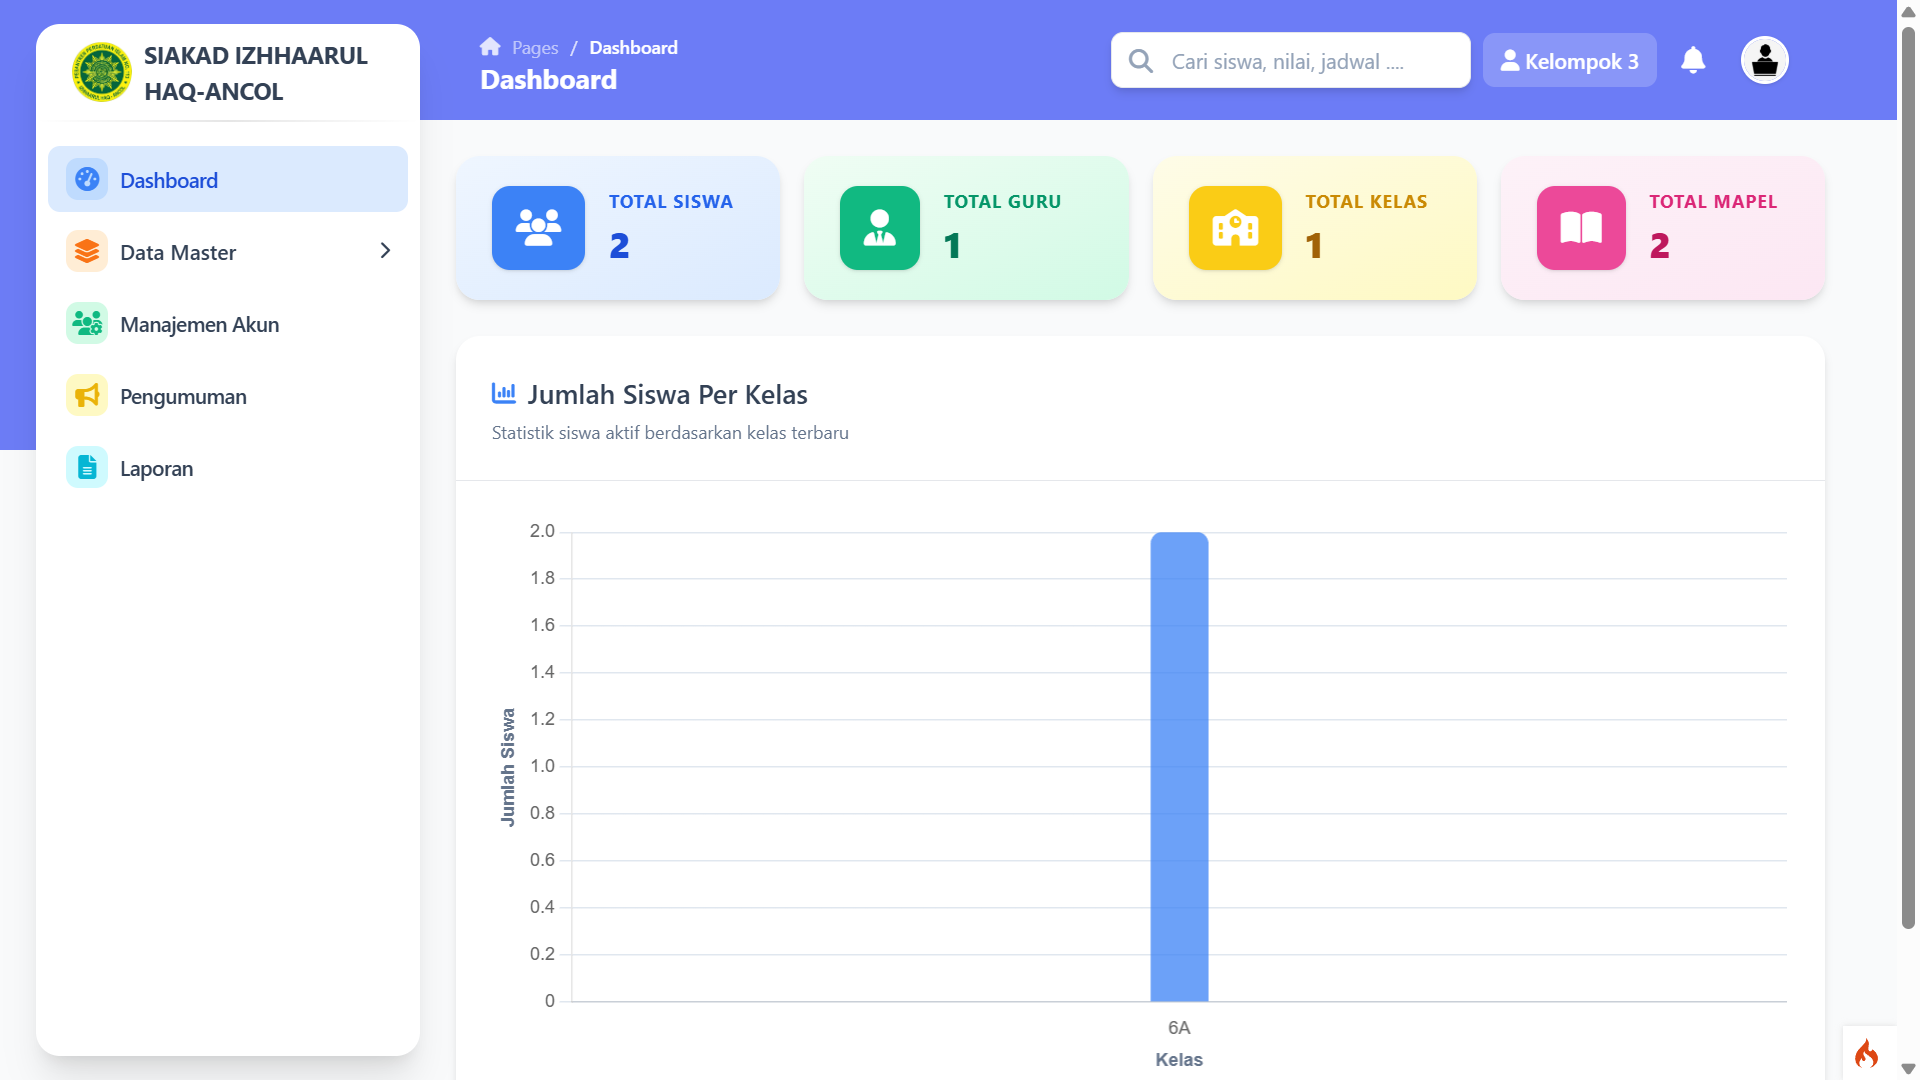 SIAKAD IZHHAARUL
HAQ-ANCOL
Dashboard
Data Master
Manajemen Akun
Pengumuman
Laporan
Pages / Dashboard
Dashboard
Cari siswa, nilai, jadwal ....
Kelompok 3
TOTAL SISWA
2
TOTAL GURU
1
TOTAL KELAS
1
TOTAL MAPEL
2
Jumlah Siswa Per Kelas
Statistik siswa aktif berdasarkan kelas terbaru
Jumlah Siswa
2.0
1.8
1.6
1.4
1.2
1.0
0.8
0.6
0.4
0.2
0
6A
Kelas